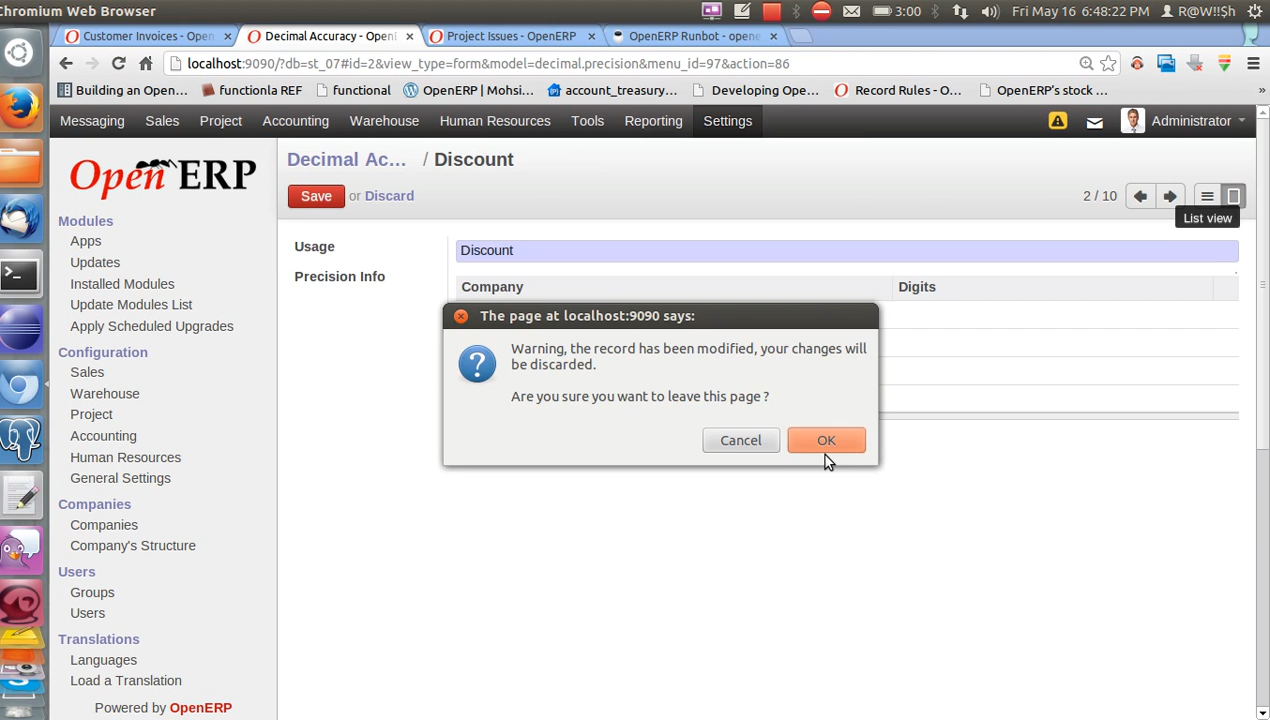 Chromium Web Browser
3:00
Fri May 16 6:48:22 PM
R@W!!$h
Customer Invoices - Open
Decimal Accuracy - OpenE
Project Issues - OpenERP
OpenERP Runbot - opene
localhost:9090/?db=st_07#id=2&view_type=form&model=decimal.precision&menu_id=97&action=86
Building an Open...
functionla REF
functional
OpenERP | Mohsi...
account_treasury...
Developing Ope...
Record Rules - O...
OpenERP's stock ...
»
Messaging
Sales
Project
Accounting
Warehouse
Human Resources
Tools
Reporting
Settings
Administrator
Open ERP
Decimal Ac... / Discount
Save or Discard
2 / 10
List view
Modules
Apps
Updates
Installed Modules
Update Modules List
Apply Scheduled Upgrades
Configuration
Sales
Warehouse
Project
Accounting
Human Resources
General Settings
Companies
Companies
Company's Structure
Users
Groups
Users
Translations
Languages
Load a Translation
Powered by OpenERP
Usage
Discount
Precision Info
Company
Digits
The page at localhost:9090 says:
Warning, the record has been modified, your changes will
be discarded.
Are you sure you want to leave this page ?
Cancel
OK